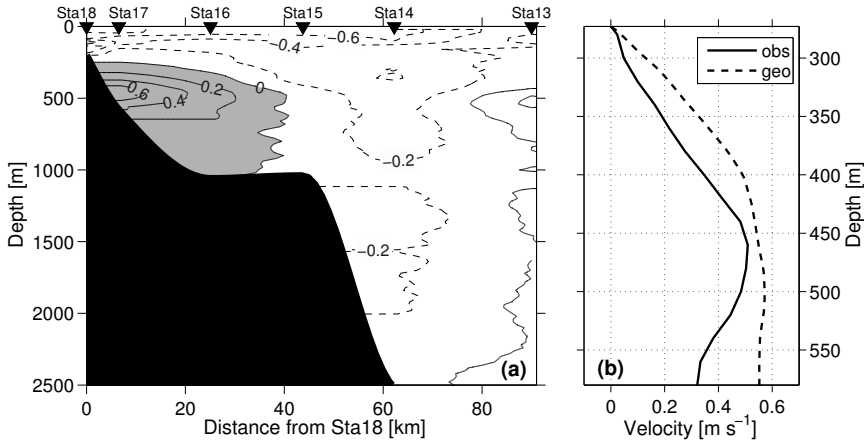 Sta18 Sta17 Sta16 Sta15 Sta14 Sta13
0
500
1000
1500
2000
2500
Depth [m]
−0.6
−0.4
0
0.2
0.6
0.4
−0.2
−0.2
(a)
0 20 40 60 80
Distance from Sta18 [km]
obs
geo
300
350
400
450
500
550
Depth [m]
(b)
0 0.2 0.4 0.6
Velocity [m s−1]